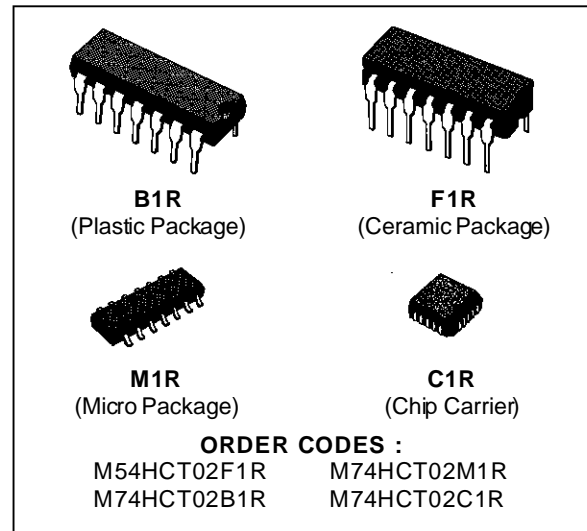 B1R
(Plastic Package)
F1R
(Ceramic Package)
M1R
(Micro Package)
C1R
(Chip Carrier)
ORDER CODES :
M54HCT02F1R M74HCT02M1R
M74HCT02B1R M74HCT02C1R